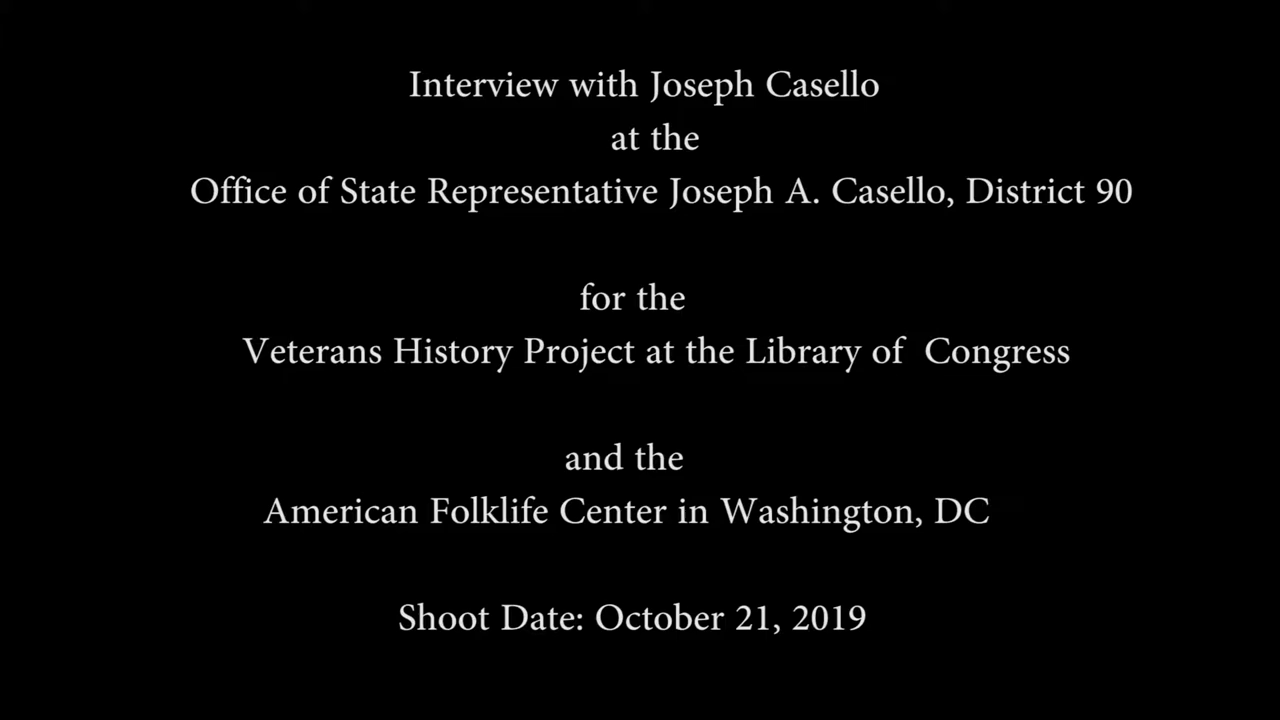 Interview with Joseph Casello
at the
Office of State Representative Joseph A. Casello, District 90
for the
Veterans History Project at the Library of Congress
and the
American Folklife Center in Washington, DC
Shoot Date: October 21, 2019